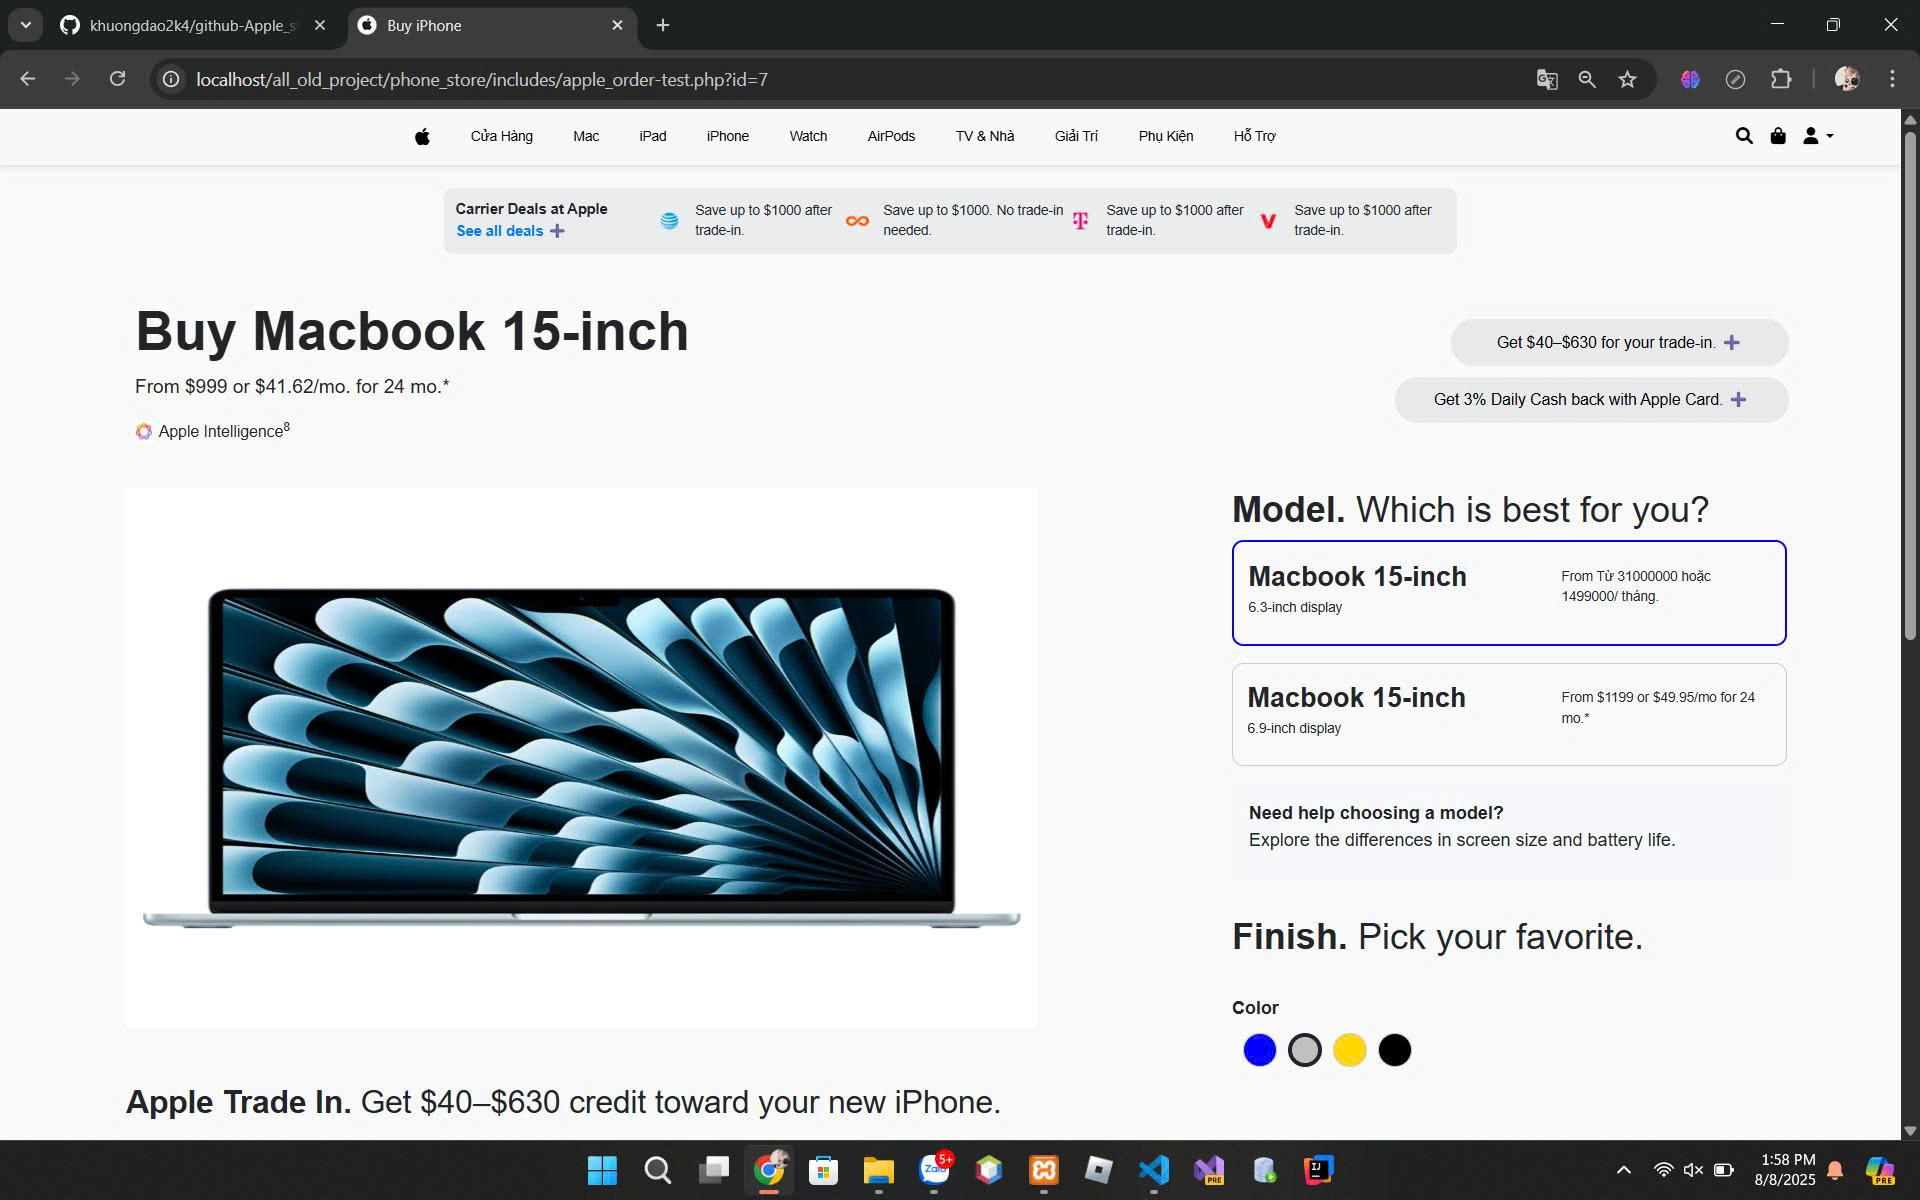 khuongdao2k4/github-Apple_s
Buy iPhone
localhost/all_old_project/phone_store/includes/apple_order-test.php?id=7
Cửa Hàng
Mac
iPad
iPhone
Watch
AirPods
TV & Nhà
Giải Trí
Phụ Kiện
Hỗ Trợ
Carrier Deals at Apple
See all deals
Save up to $1000 after
trade-in.
Save up to $1000. No trade-in
needed.
Save up to $1000 after
trade-in.
Save up to $1000 after
trade-in.
Buy Macbook 15-inch
From $999 or $41.62/mo. for 24 mo.*
Apple Intelligence8
Get $40–$630 for your trade-in.
Get 3% Daily Cash back with Apple Card.
Model. Which is best for you?
Macbook 15-inch
6.3-inch display
From Từ 31000000 hoặc
1499000/ tháng.
Macbook 15-inch
6.9-inch display
From $1199 or $49.95/mo for 24
mo.*
Need help choosing a model?
Explore the differences in screen size and battery life.
Finish. Pick your favorite.
Color
Apple Trade In. Get $40–$630 credit toward your new iPhone.
Zalo
5+
PRE
IJ
1:58 PM
8/8/2025
PRE